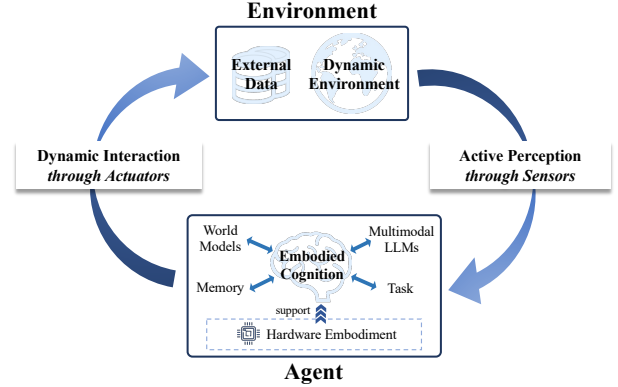 Environment
External
Data
Dynamic
Environment
Dynamic Interaction
through Actuators
Active Perception
through Sensors
World
Models
Multimodal
LLMs
Embodied
Cognition
Memory
Task
support
Hardware Embodiment
Agent